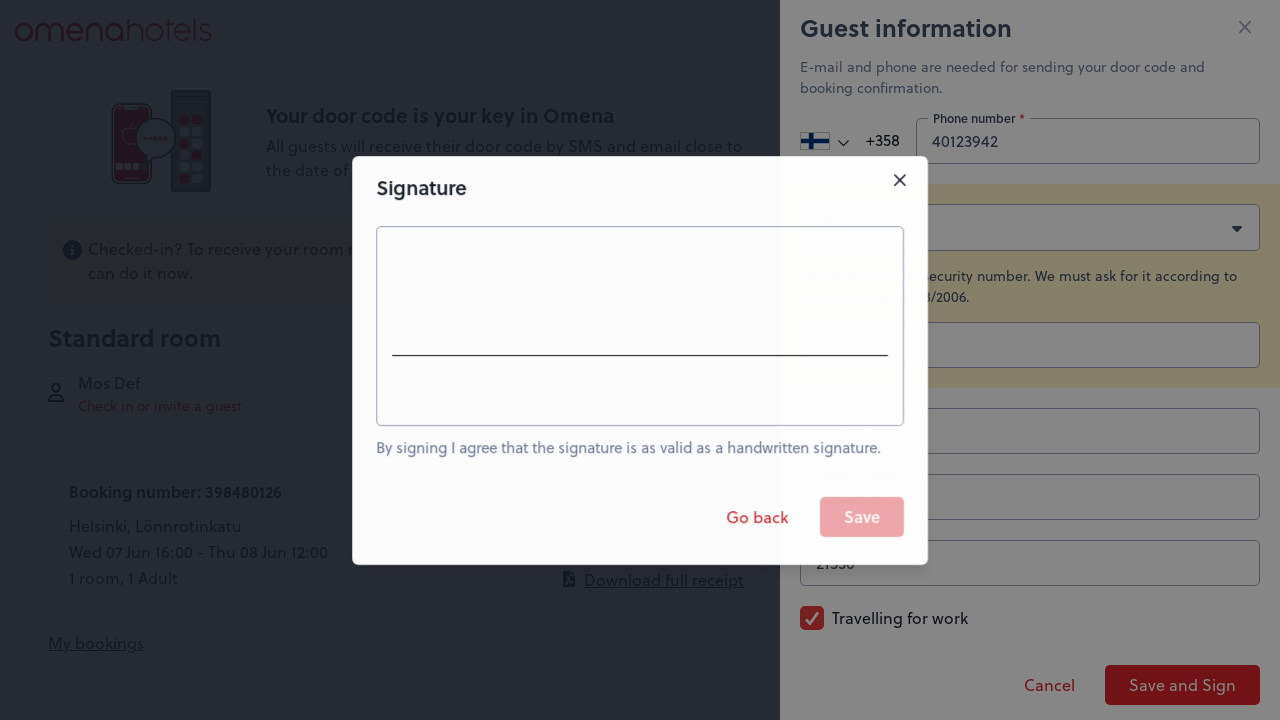 omenahotels
Your door code is your key in Omena
All guests will receive their door code by SMS and email close to
the date of
Checked-in? To receive your room
can do it now.
Standard room
Mos Def
Check in or invite a guest
Booking number: 398480126
Helsinki, Lönnrotinkatu
Wed 07 Jun 16:00 - Thu 08 Jun 12:00
1 room, 1 Adult
Download full receipt
My bookings
Signature
By signing I agree that the signature is as valid as a handwritten signature.
Go back
Save
Guest information
E-mail and phone are needed for sending your door code and
booking confirmation.
Phone number *
+358
40123942
security number. We must ask for it according to
/2006.
Travelling for work
Cancel
Save and Sign